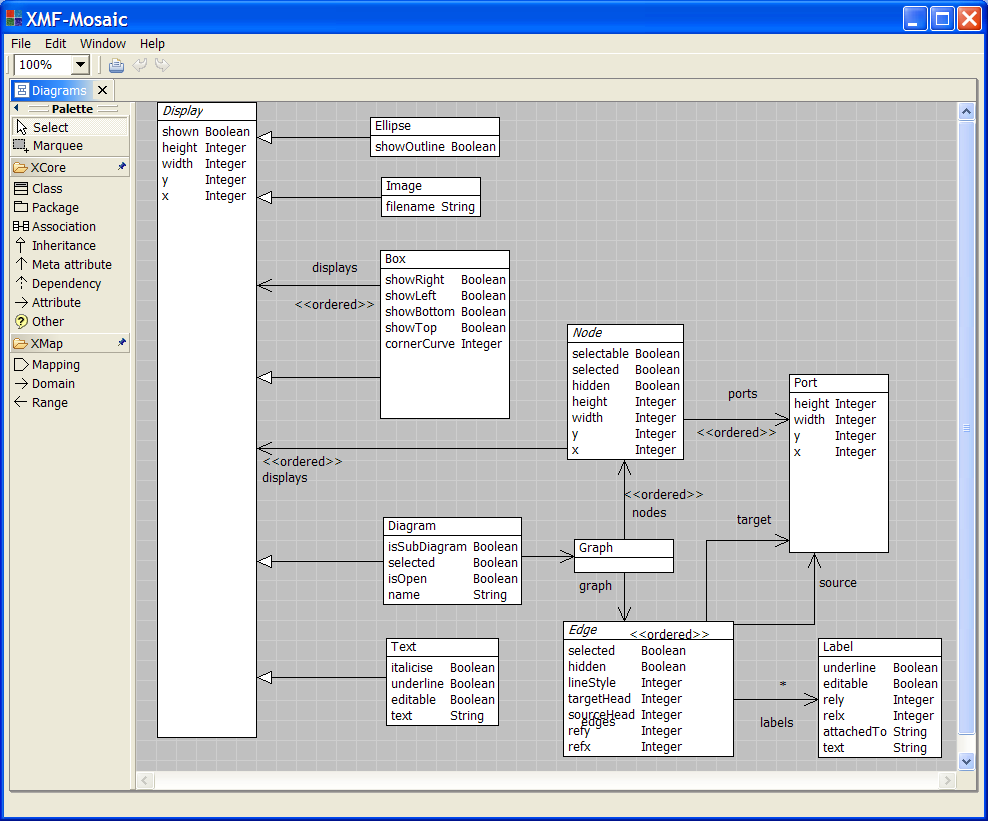 XMF-Mosaic
File Edit Window Help
100%
Diagrams
Palette
Select
Marquee
XCore
Class
Package
Association
Inheritance
Meta attribute
Dependency
Attribute
Other
XMap
Mapping
Domain
Range
Display
shown Boolean
height Integer
width Integer
y Integer
x Integer
Ellipse
showOutline Boolean
Image
filename String
displays
<<ordered>>
Box
showRight Boolean
showLeft Boolean
showBottom Boolean
showTop Boolean
cornerCurve Integer
Node
selectable Boolean
selected Boolean
hidden Boolean
height Integer
width Integer
y Integer
x Integer
ports
<<ordered>>
Port
height Integer
width Integer
y Integer
x Integer
<<ordered>>
displays
<<ordered>>
nodes
target
Diagram
isSubDiagram Boolean
selected Boolean
isOpen Boolean
name String
Graph
graph
source
Text
italicise Boolean
underline Boolean
editable Boolean
text String
Edge
<<ordered>>
selected Boolean
hidden Boolean
lineStyle Integer
targetHead Integer
sourceHead Integer
edges
refy Integer
refx Integer
*
labels
Label
underline Boolean
editable Boolean
rely Integer
relx Integer
attachedTo String
text String